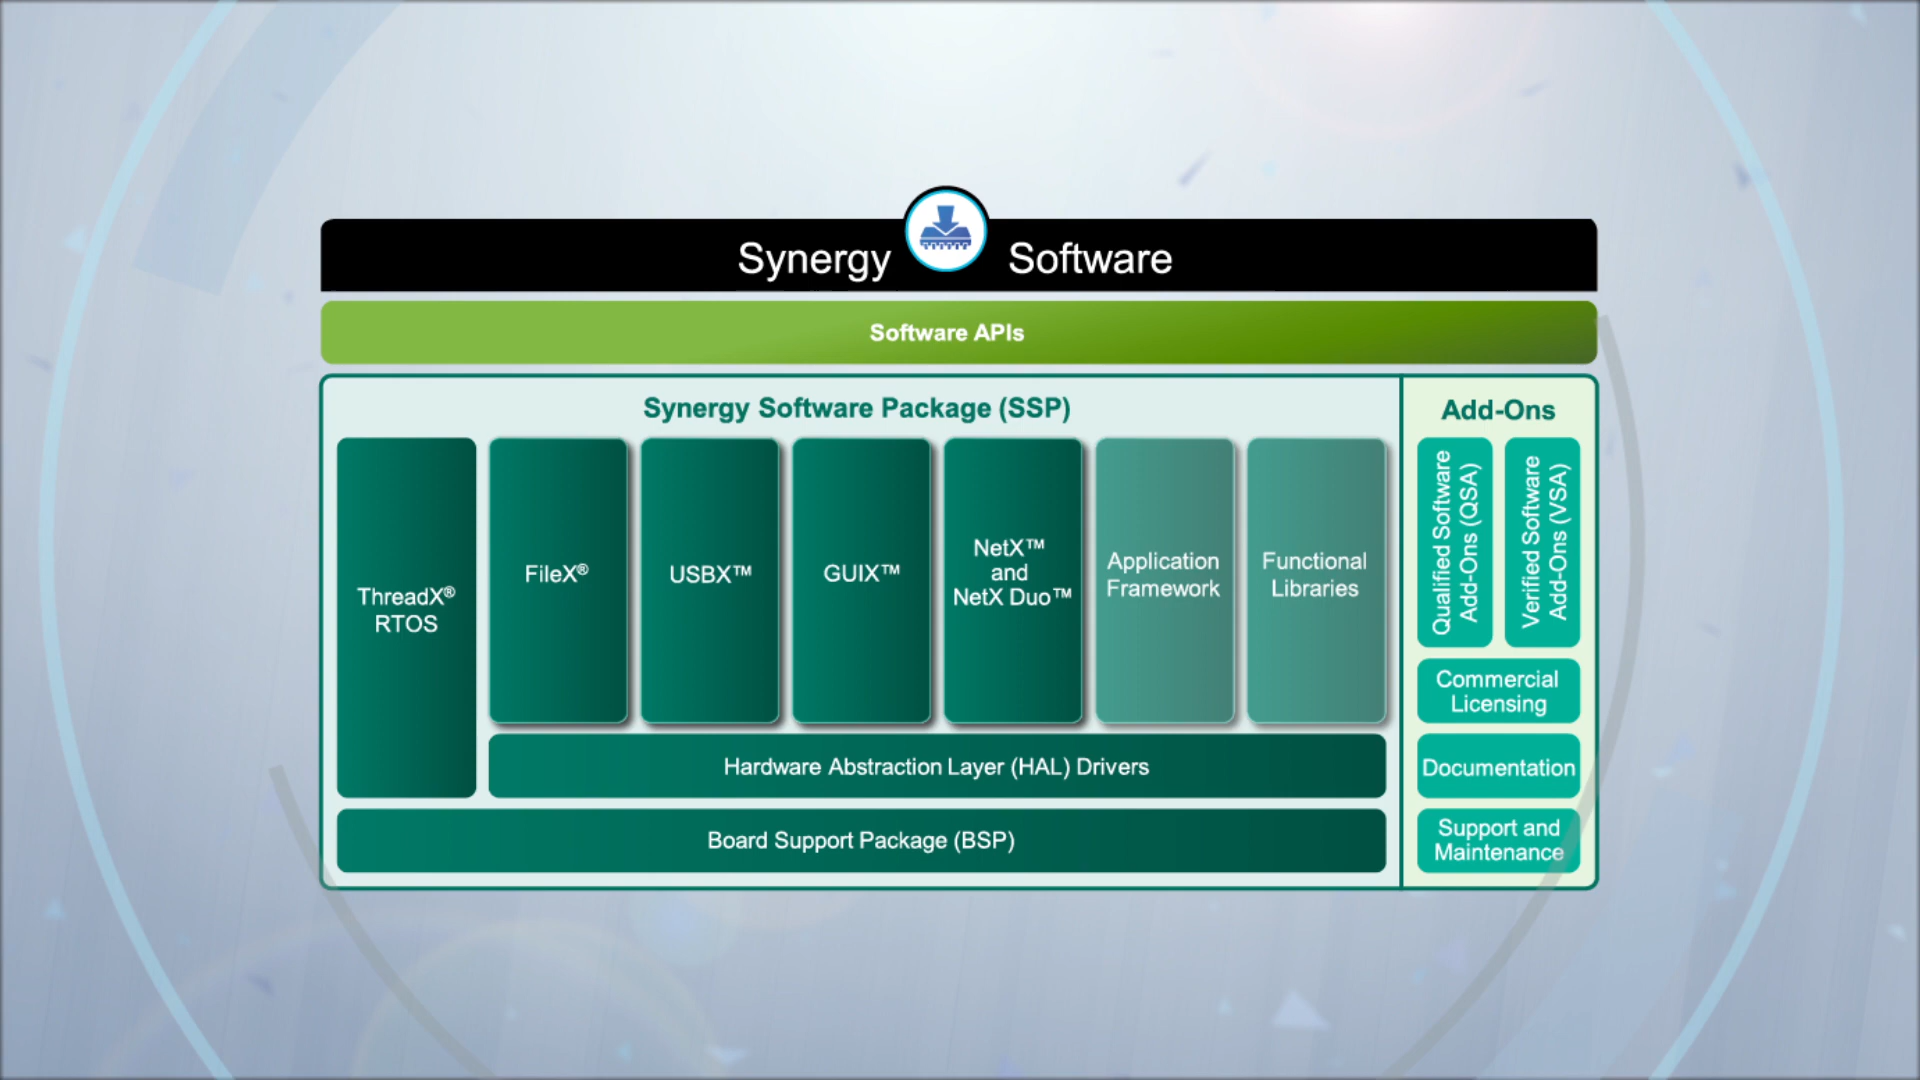 Synergy Software
Software APIs
Synergy Software Package (SSP)
Add-Ons
ThreadX®
RTOS
FileX®
USBX™
GUIX™
NetX™
and
NetX Duo™
Application
Framework
Functional
Libraries
Qualified Software
Add-Ons (QSA)
Verified Software
Add-Ons (VSA)
Commercial
Licensing
Hardware Abstraction Layer (HAL) Drivers
Documentation
Board Support Package (BSP)
Support and
Maintenance